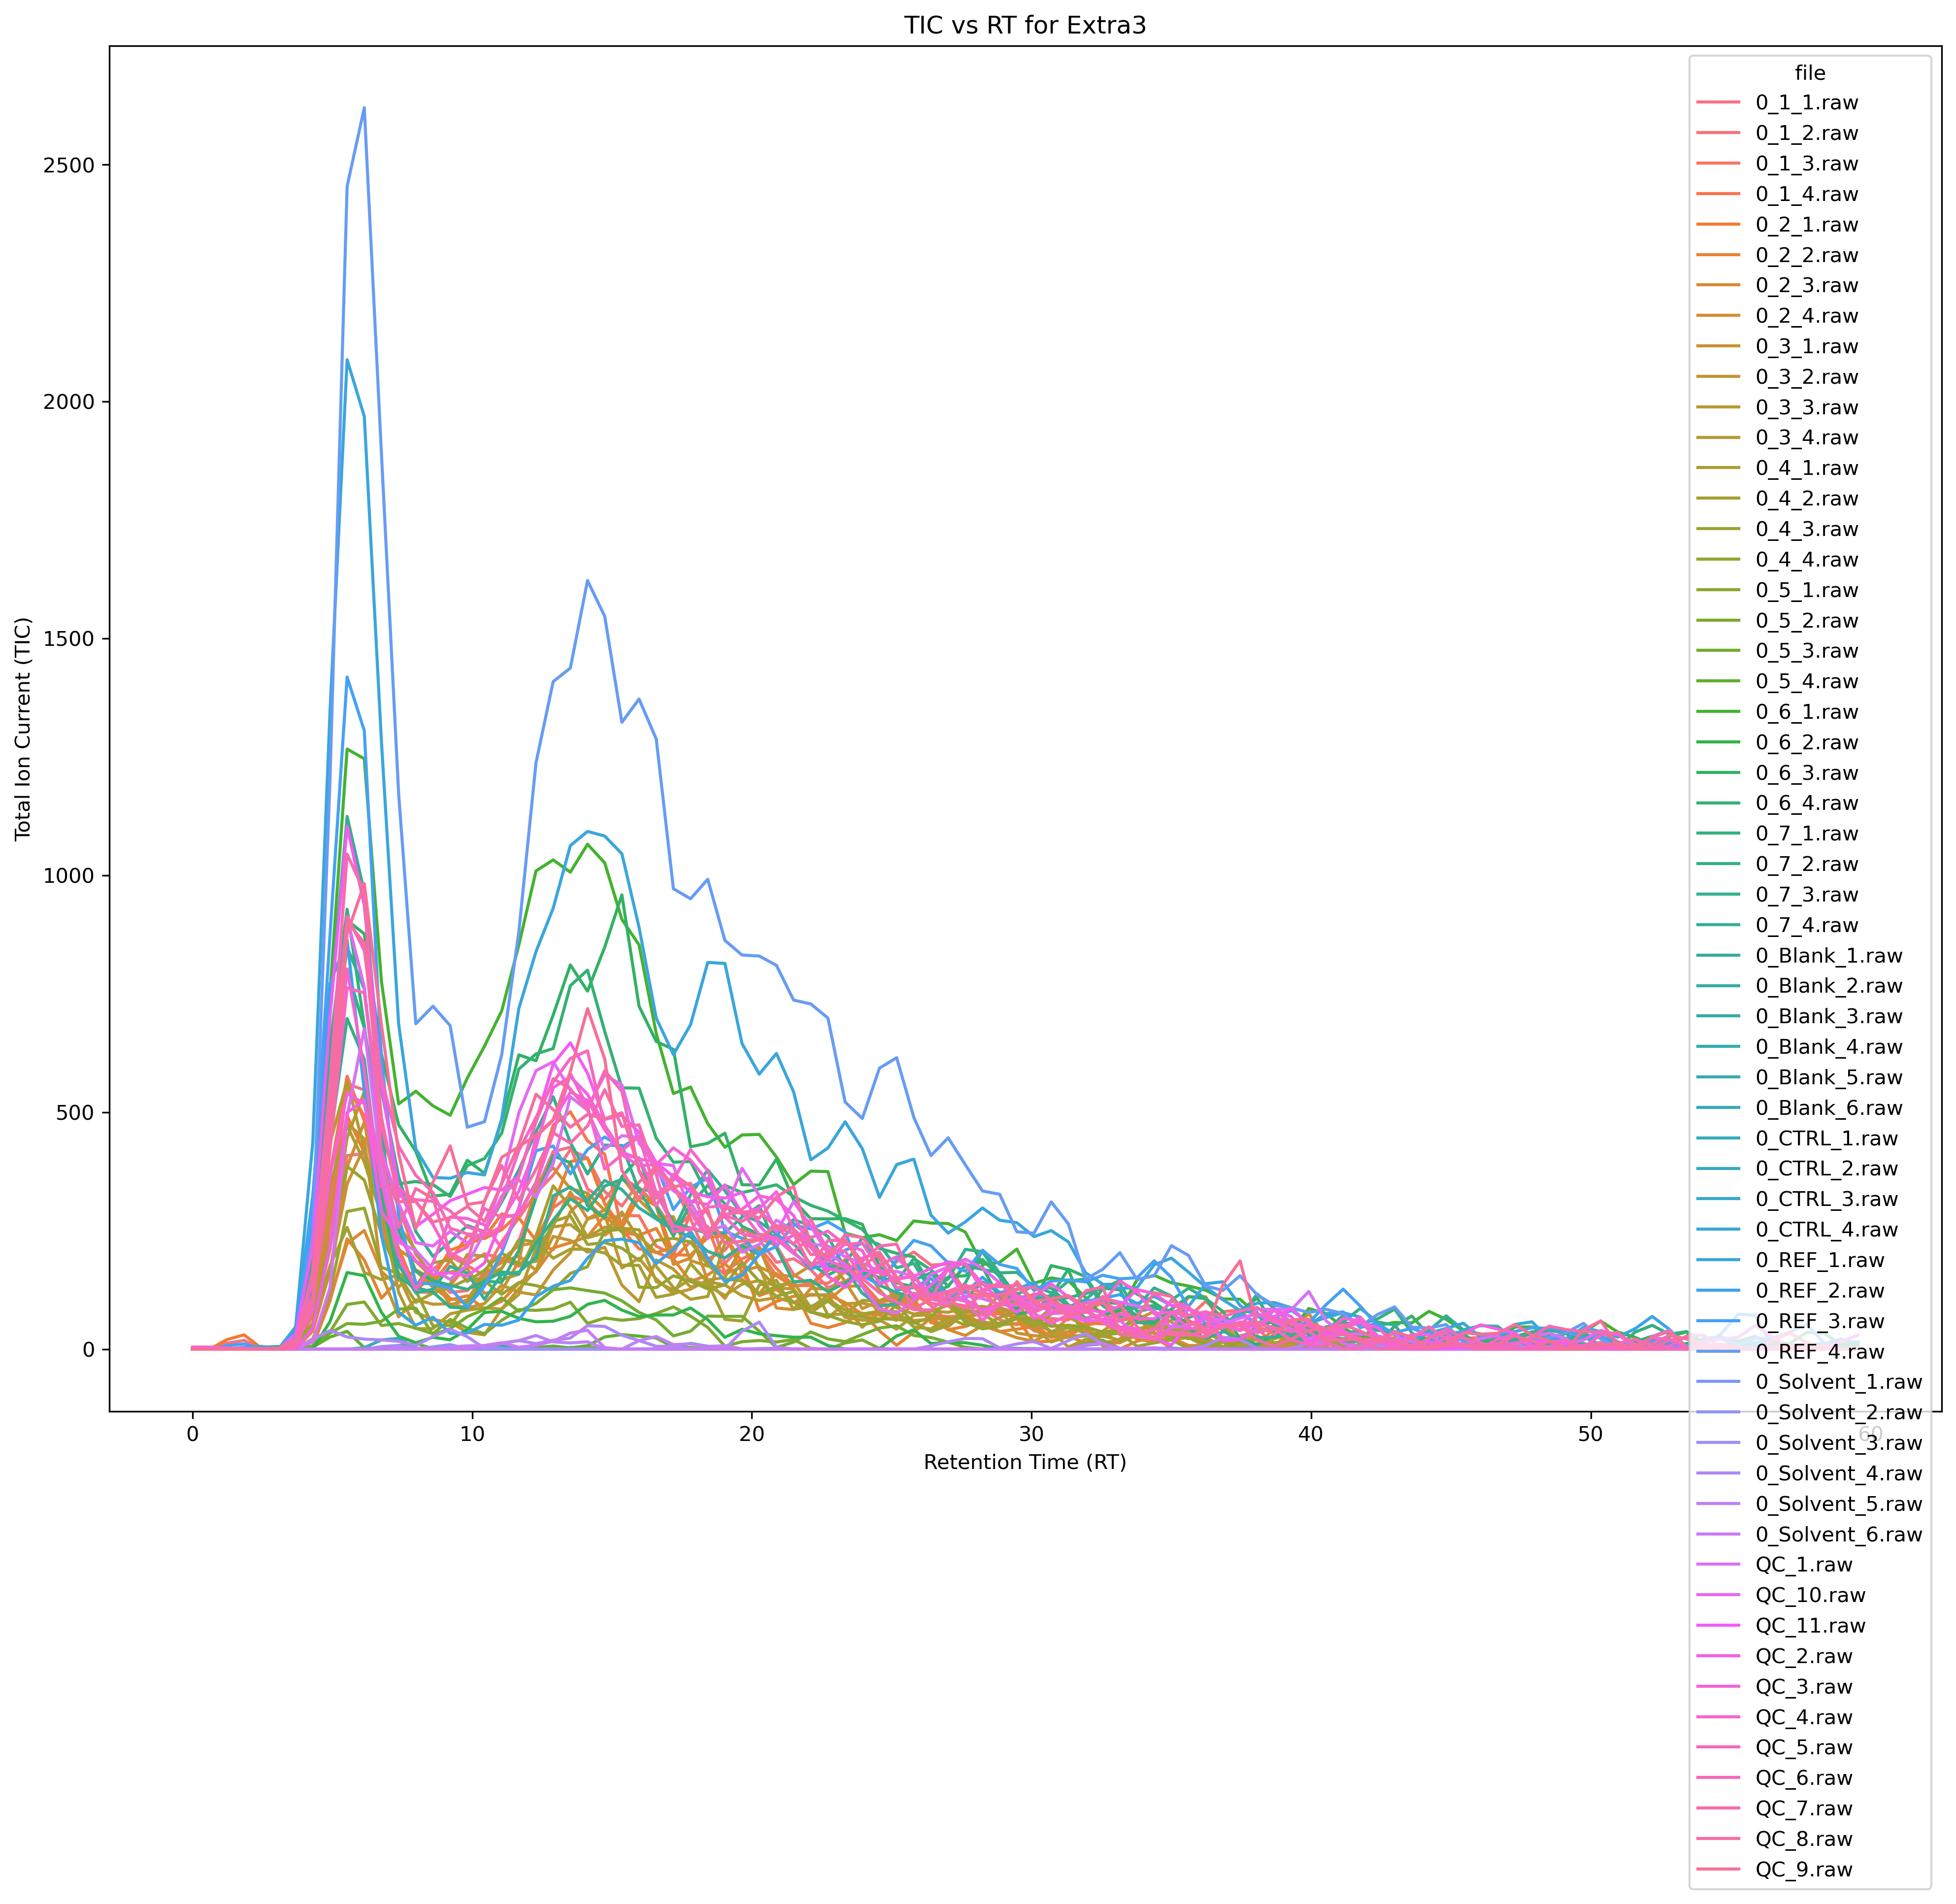 TIC vs RT for Extra3
Total Ion Current (TIC)
2500
2000
1500
1000
500
0
0
10
20
30
40
50
60
Retention Time (RT)
file
0_1_1.raw
0_1_2.raw
0_1_3.raw
0_1_4.raw
0_2_1.raw
0_2_2.raw
0_2_3.raw
0_2_4.raw
0_3_1.raw
0_3_2.raw
0_3_3.raw
0_3_4.raw
0_4_1.raw
0_4_2.raw
0_4_3.raw
0_4_4.raw
0_5_1.raw
0_5_2.raw
0_5_3.raw
0_5_4.raw
0_6_1.raw
0_6_2.raw
0_6_3.raw
0_6_4.raw
0_7_1.raw
0_7_2.raw
0_7_3.raw
0_7_4.raw
0_Blank_1.raw
0_Blank_2.raw
0_Blank_3.raw
0_Blank_4.raw
0_Blank_5.raw
0_Blank_6.raw
0_CTRL_1.raw
0_CTRL_2.raw
0_CTRL_3.raw
0_CTRL_4.raw
0_REF_1.raw
0_REF_2.raw
0_REF_3.raw
0_REF_4.raw
0_Solvent_1.raw
0_Solvent_2.raw
0_Solvent_3.raw
0_Solvent_4.raw
0_Solvent_5.raw
0_Solvent_6.raw
QC_1.raw
QC_10.raw
QC_11.raw
QC_2.raw
QC_3.raw
QC_4.raw
QC_5.raw
QC_6.raw
QC_7.raw
QC_8.raw
QC_9.raw